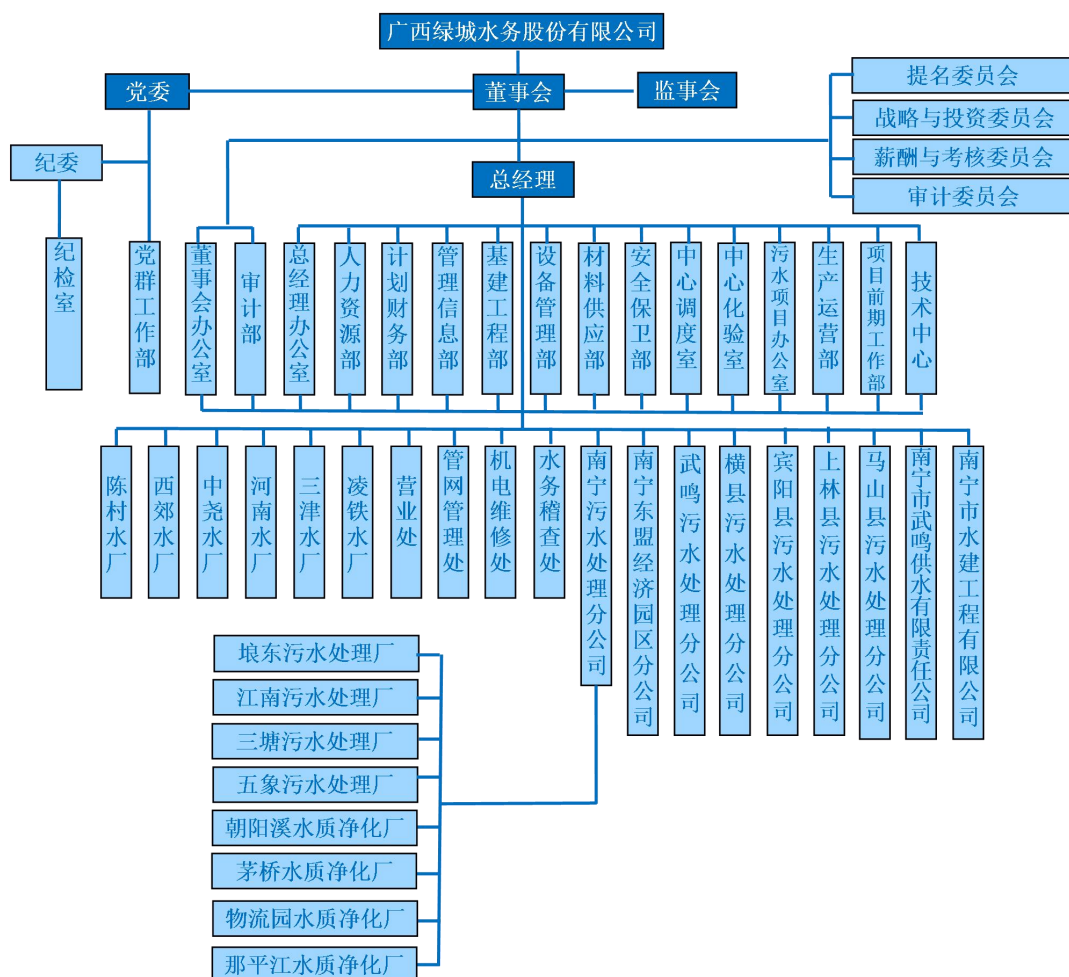 广西绿城水务股份有限公司
党委
董事会
监事会
提名委员会
战略与投资委员会
薪酬与考核委员会
审计委员会
纪委
总经理
纪检室
党群工作部
董事会办公室
审计部
总经理办公室
人力资源部
计划财务部
管理信息部
基建工程部
设备管理部
材料供应部
安全保卫部
中心调度室
中心化验室
污水项目办公室
生产运营部
项目前期工作部
技术中心
陈村水厂
西郊水厂
中尧水厂
河南水厂
三津水厂
凌铁水厂
营业处
管网管理处
机电维修处
水务稽查处
南宁污水处理分公司
南宁东盟经济园区分公司
武鸣污水处理分公司
横县污水处理分公司
宾阳县污水处理分公司
上林县污水处理分公司
马山县污水处理分公司
南宁市武鸣供水有限责任公司
南宁市水建工程有限公司
埌东污水处理厂
江南污水处理厂
三塘污水处理厂
五象污水处理厂
朝阳溪水质净化厂
茅桥水质净化厂
物流园水质净化厂
那平江水质净化厂